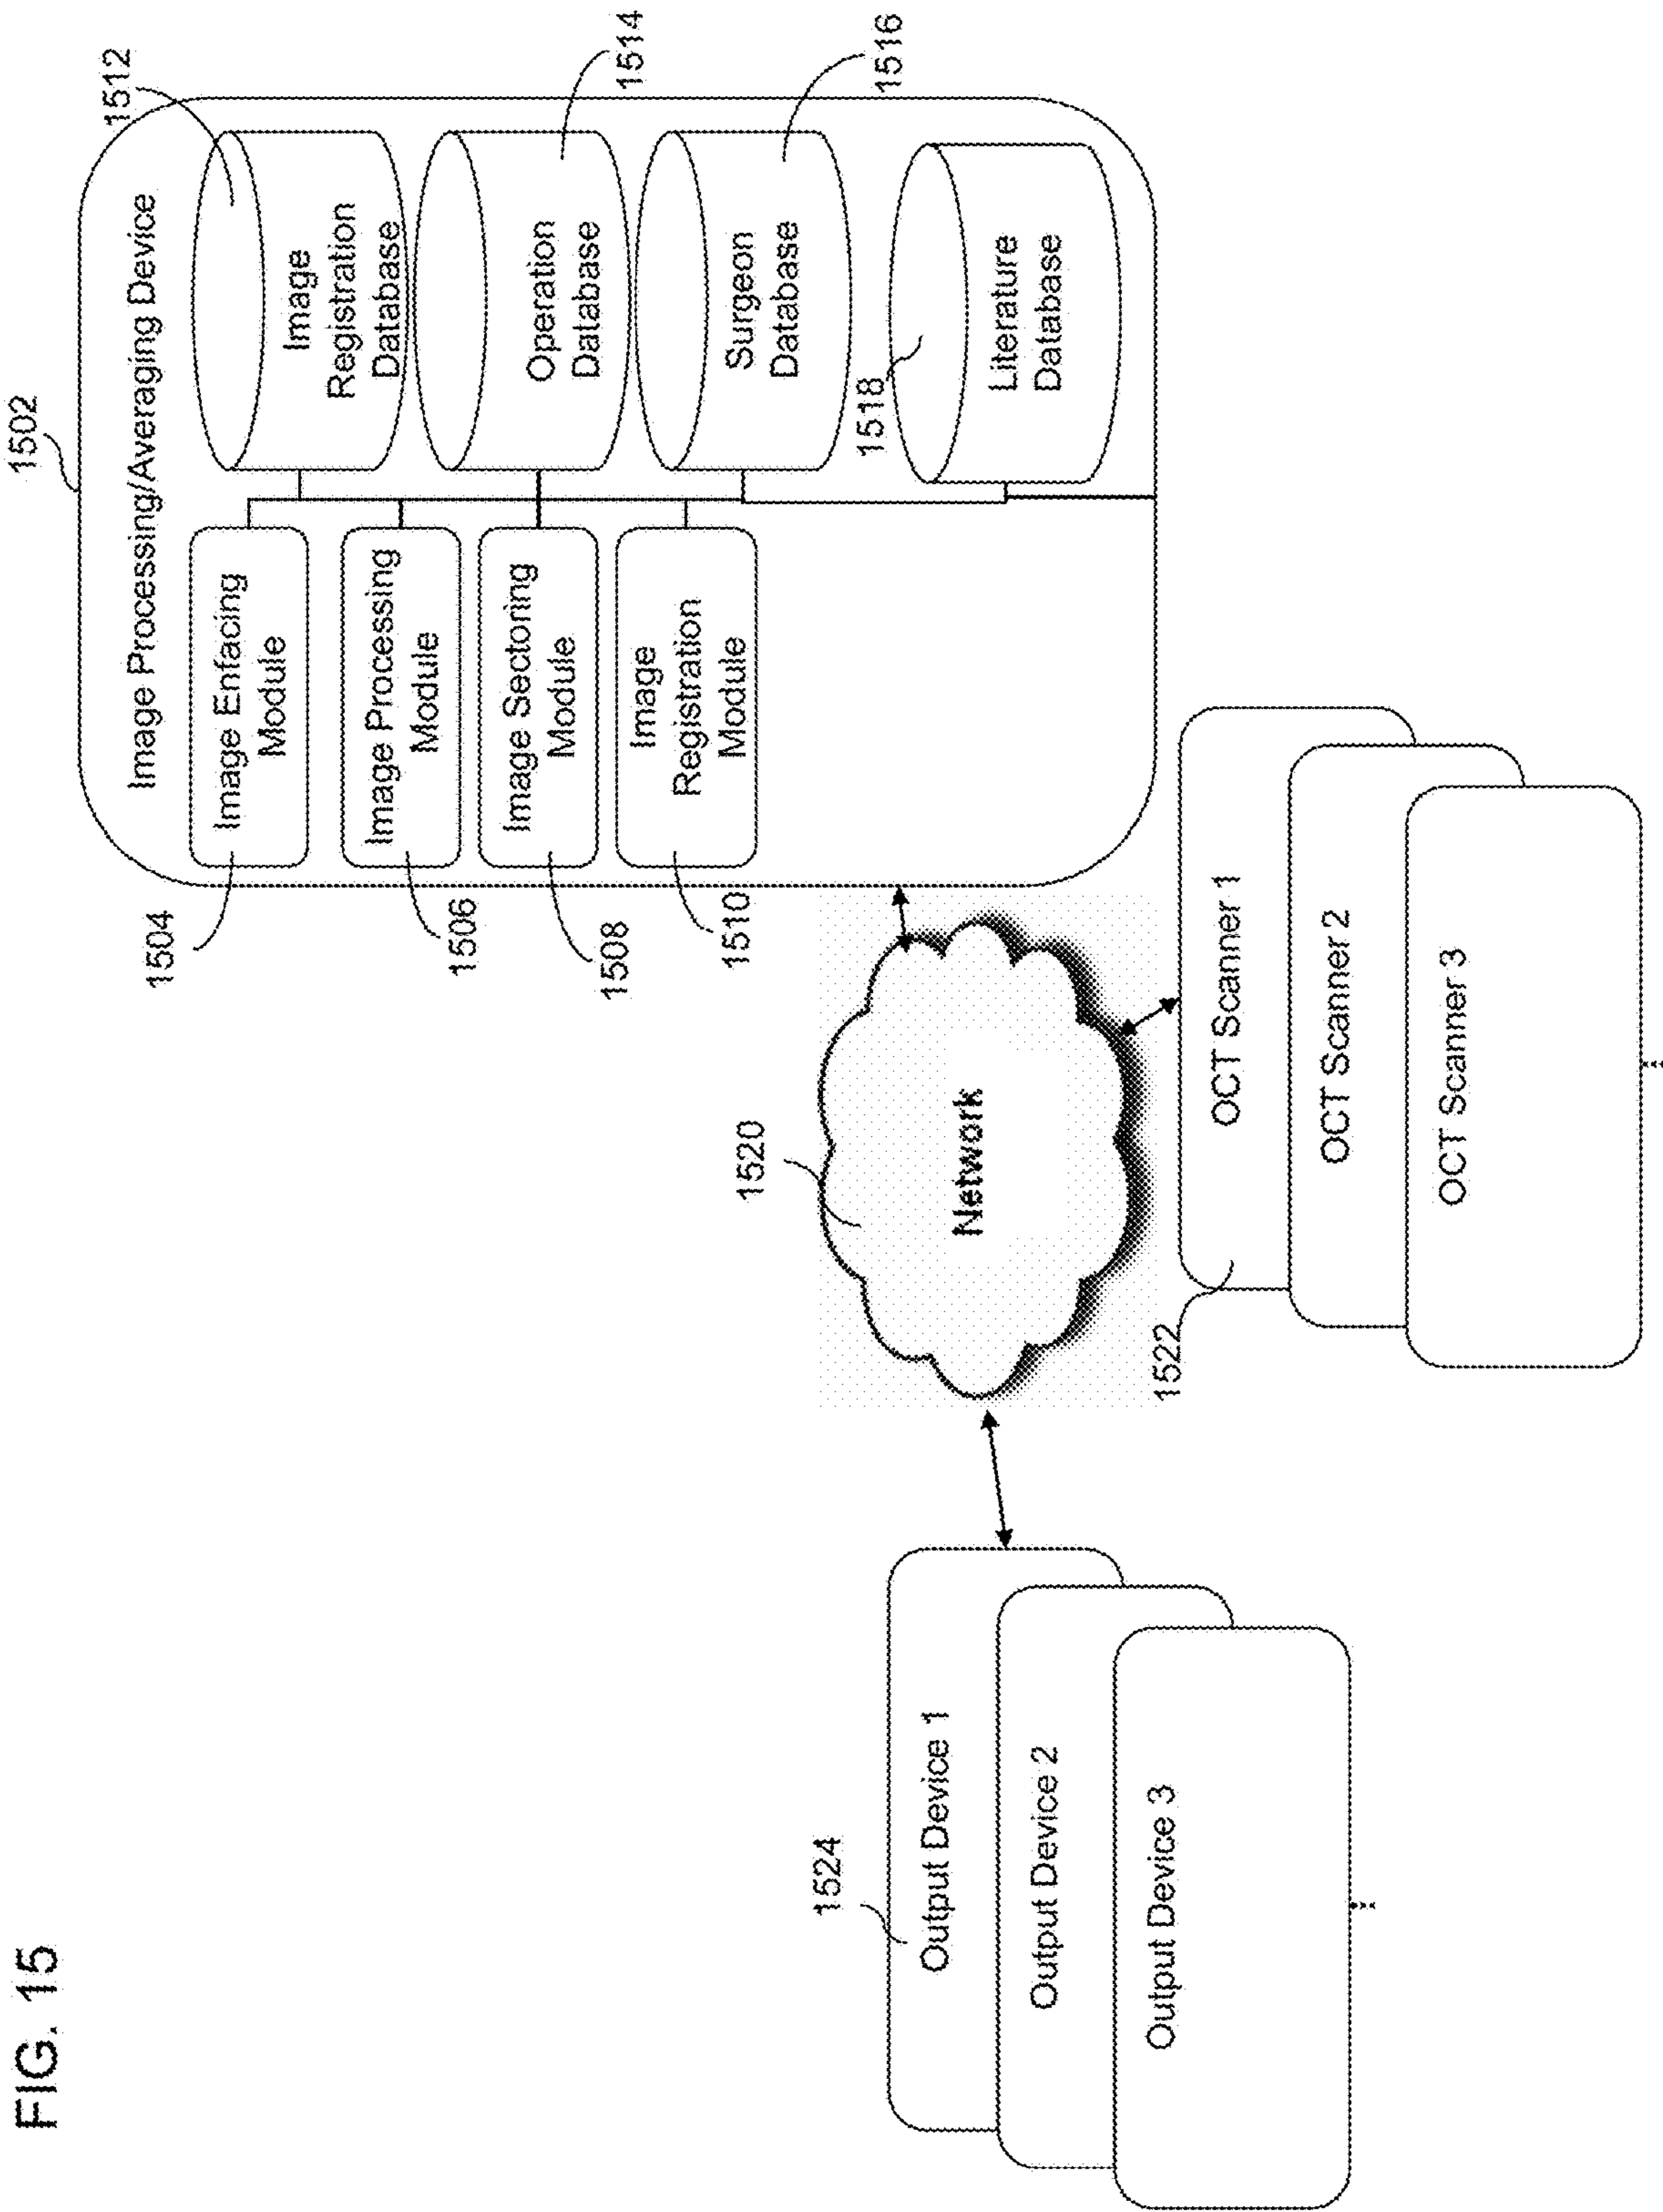 FIG. 15
1502
Image Processing/Averaging Device
1512
1514
1516
1518
1504
1506
1508
1510
Image Enfacing
Module
Image Processing
Module
Image Sectoring
Module
Image
Registration
Module
Image
Registration
Database
Operation
Database
Surgeon
Database
Literature
Database
1520
Network
1524
Output Device 1
Output Device 2
Output Device 3
1522
OCT Scanner 1
OCT Scanner 2
OCT Scanner 3